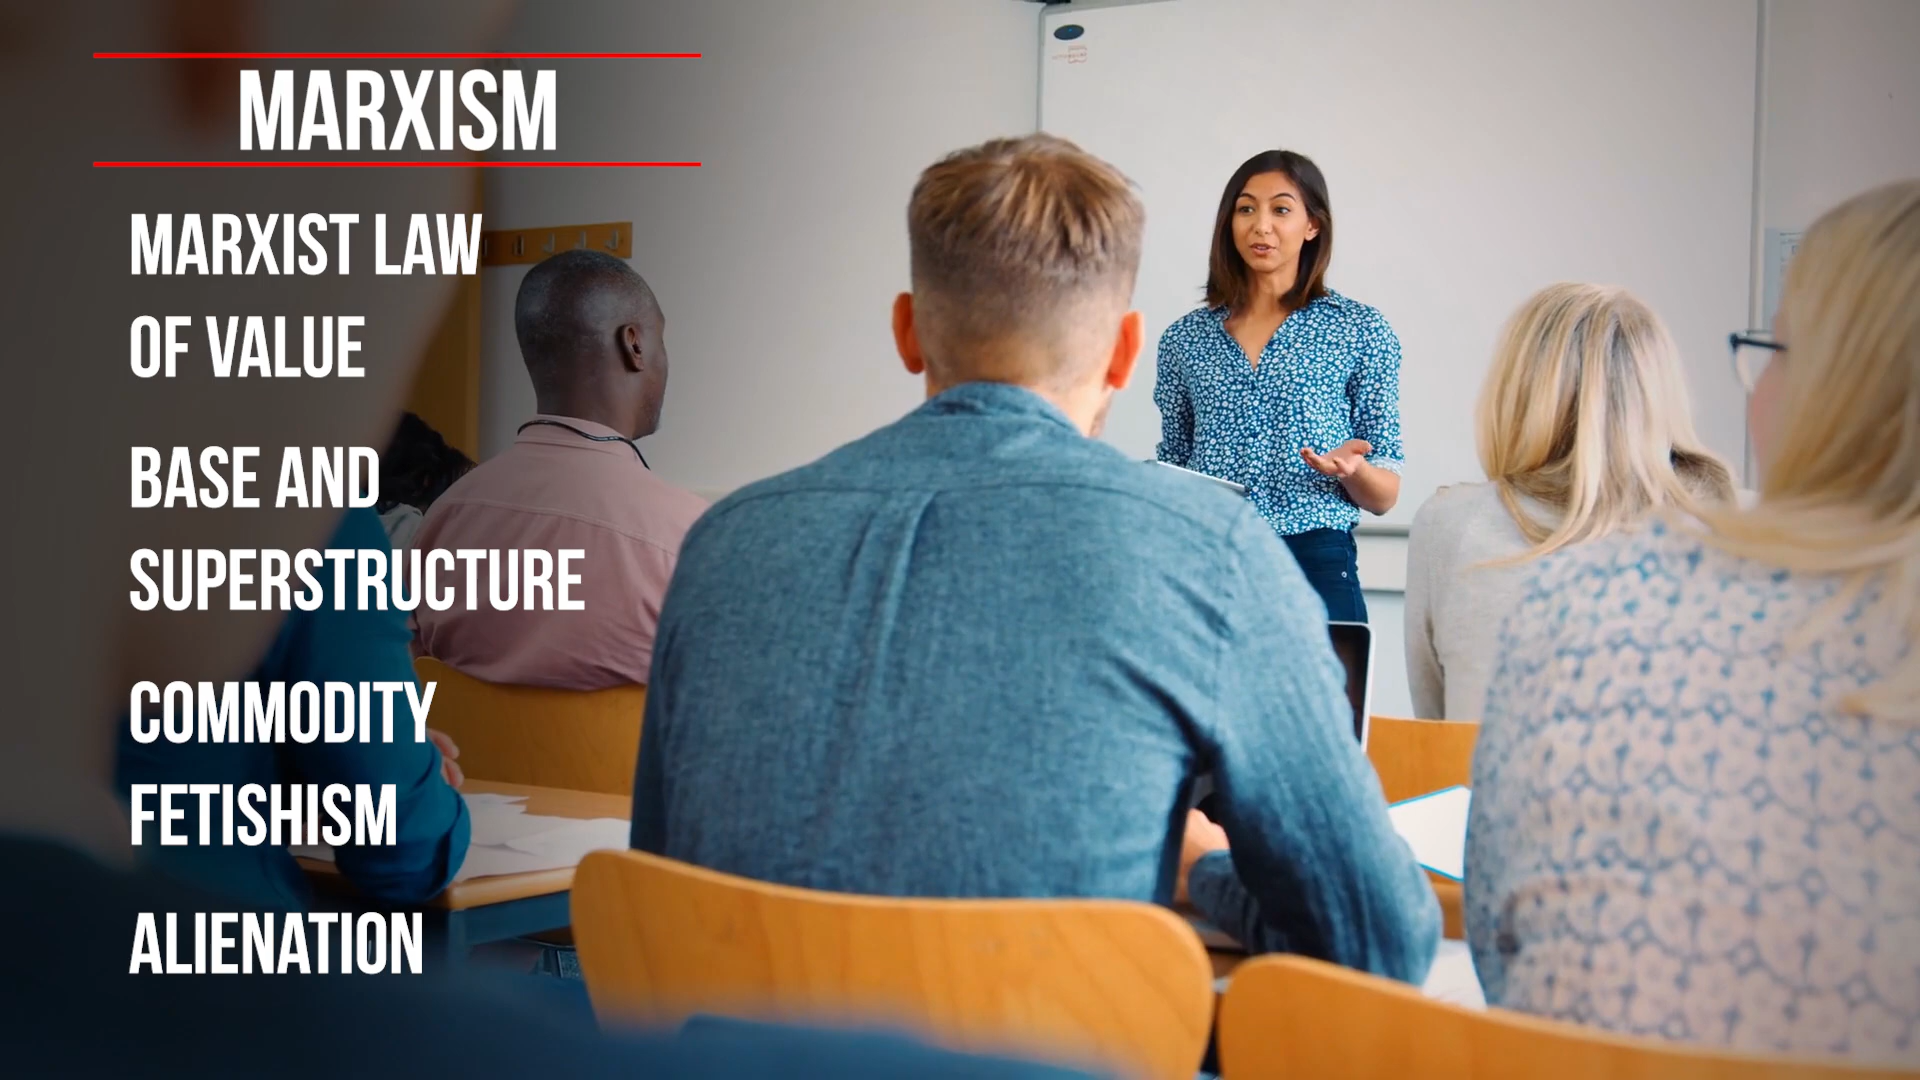 MARXISM
MARXIST LAW
OF VALUE
BASE AND
SUPERSTRUCTURE
COMMODITY
FETISHISM
ALIENATION